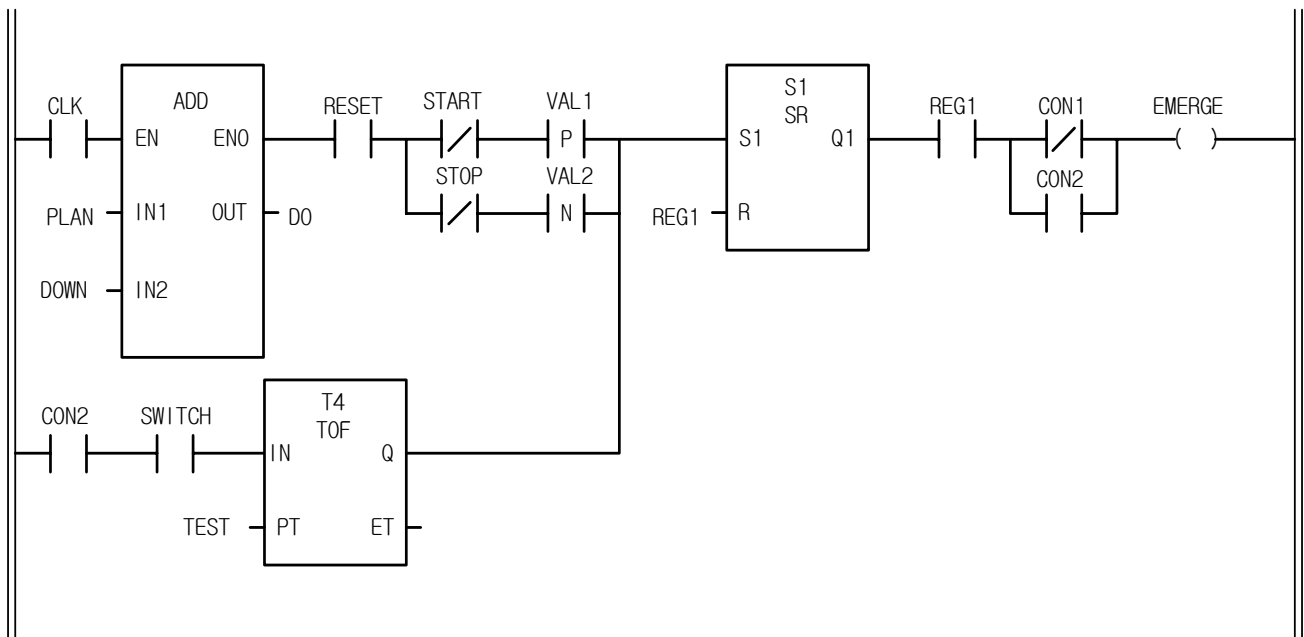 CLK
ADD
EN
ENO
PLAN
IN1
OUT
DO
DOWN
IN2
RESET
START
VAL1
P
STOP
VAL2
N
S1
SR
S1
Q1
REG1
R
REG1
CON1
CON2
EMERGE
( )
CON2
SWITCH
T4
TOF
IN
Q
TEST
PT
ET